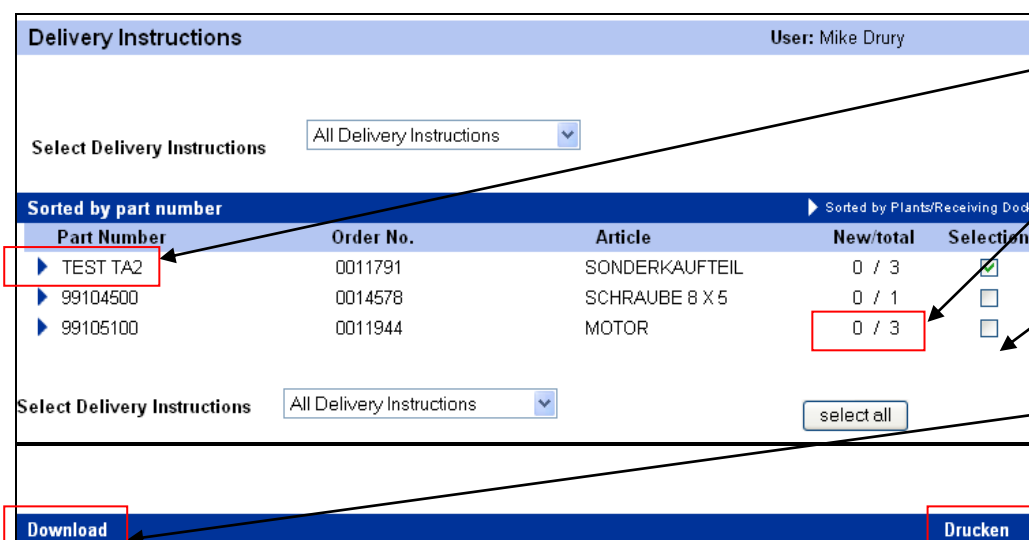 Delivery Instructions User: Mike Drury
Select Delivery Instructions All Delivery Instructions
Sorted by part number Sorted by Plants/Receiving Dock
Part Number Order No. Article New/total Selection
TEST TA2 0011791 SONDERKAUFTEIL 0 / 3
99104500 0014578 SCHRAUBE 8 X 5 0 / 1
99105100 0011944 MOTOR 0 / 3
Select Delivery Instructions All Delivery Instructions select all
Download Drucken